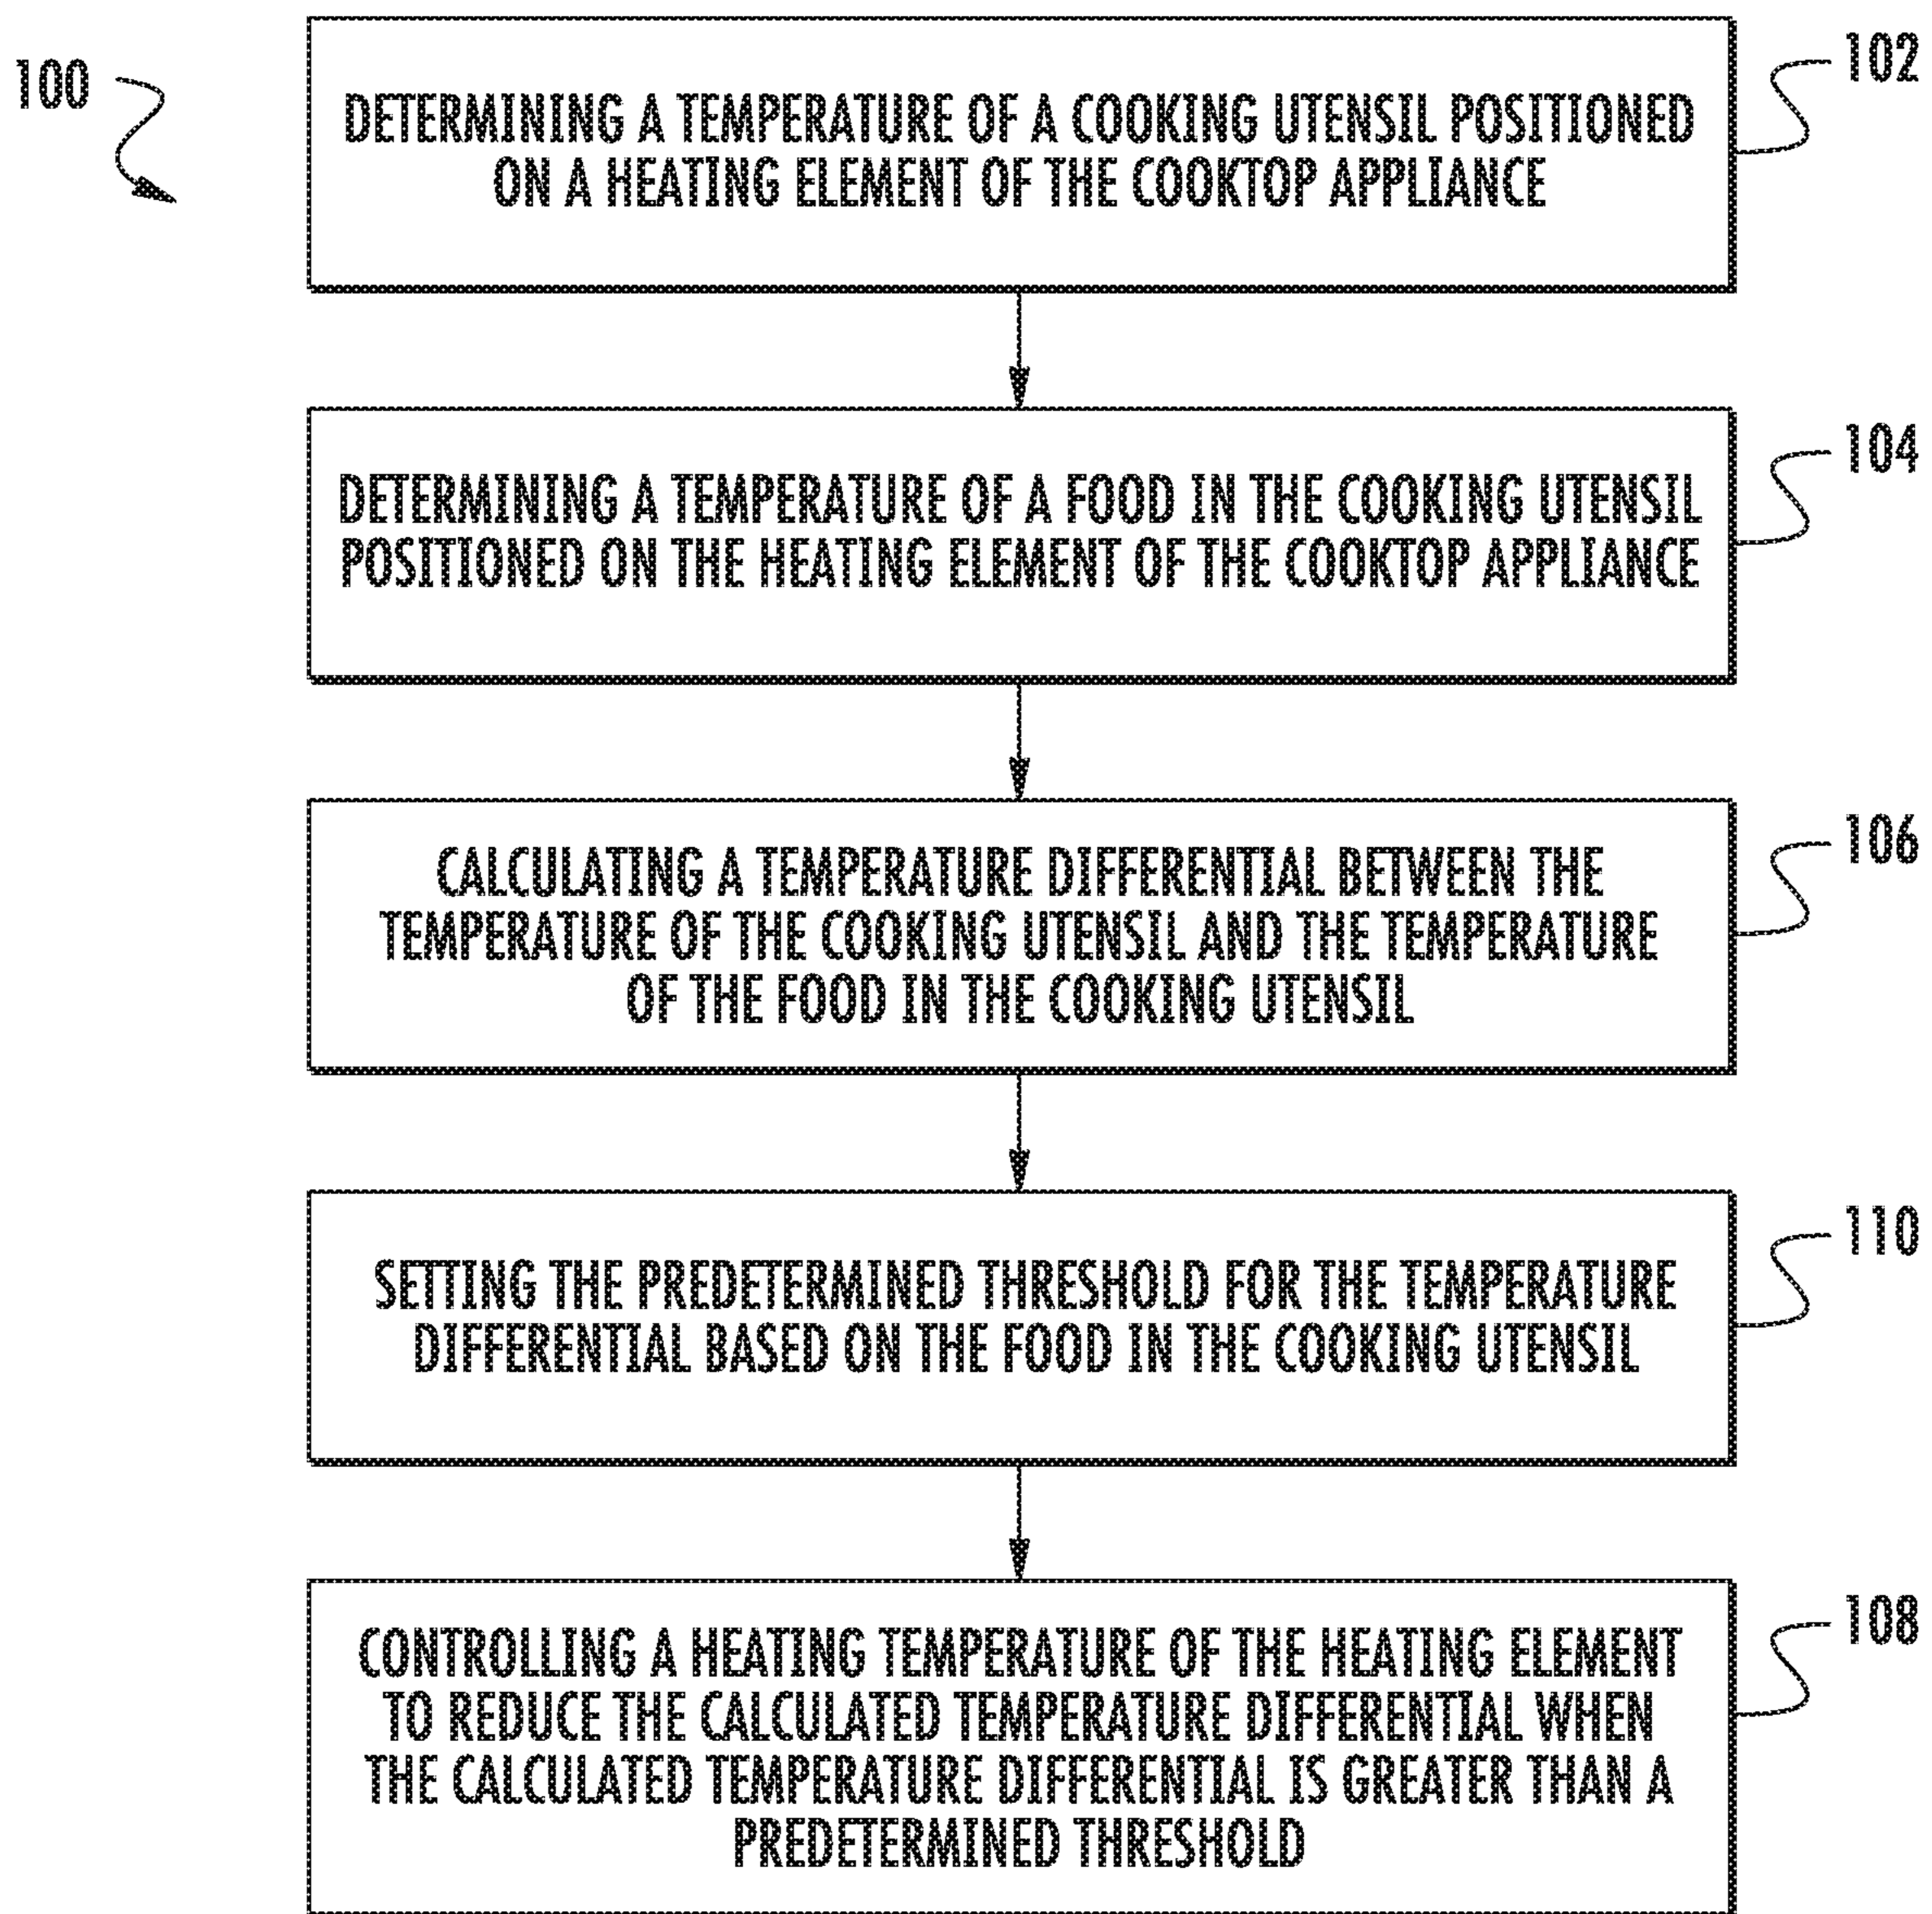 100
102
DETERMINING A TEMPERATURE OF A COOKING UTENSIL POSITIONED
ON A HEATING ELEMENT OF THE COOKTOP APPLIANCE
104
DETERMINING A TEMPERATURE OF A FOOD IN THE COOKING UTENSIL
POSITIONED ON THE HEATING ELEMENT OF THE COOKTOP APPLIANCE
106
CALCULATING A TEMPERATURE DIFFERENTIAL BETWEEN THE
TEMPERATURE OF THE COOKING UTENSIL AND THE TEMPERATURE
OF THE FOOD IN THE COOKING UTENSIL
110
SETTING THE PREDETERMINED THRESHOLD FOR THE TEMPERATURE
DIFFERENTIAL BASED ON THE FOOD IN THE COOKING UTENSIL
108
CONTROLLING A HEATING TEMPERATURE OF THE HEATING ELEMENT
TO REDUCE THE CALCULATED TEMPERATURE DIFFERENTIAL WHEN
THE CALCULATED TEMPERATURE DIFFERENTIAL IS GREATER THAN A
PREDETERMINED THRESHOLD